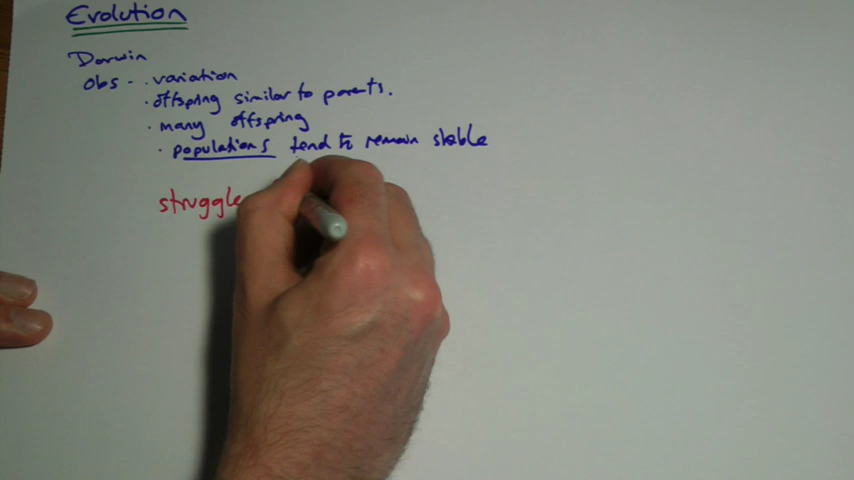 Evolution
Darwin
Obs - . variation
· offspring similar to parents.
· many offspring
· populations tend to remain stable
struggle